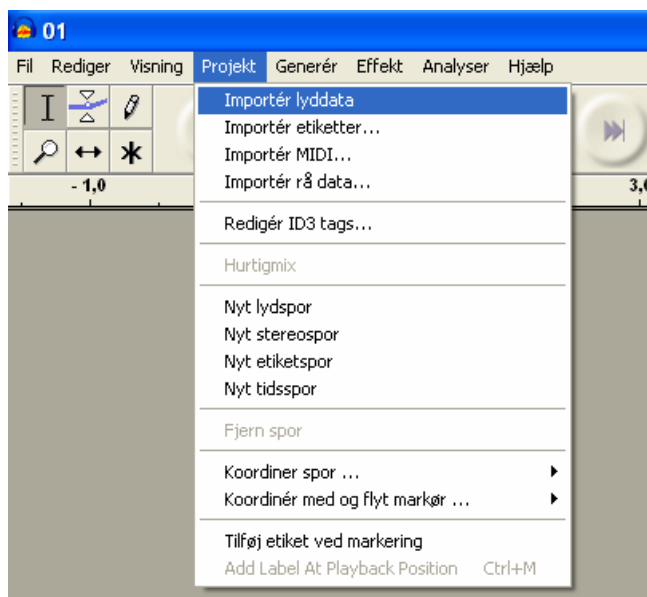 01
Fil Rediger Visning Projekt Generér Effekt Analyser Hjælp
Importér lyddata
Importér etiketter...
Importér MIDI...
Importér rå data...
- 1,0
3,
Redigér ID3 tags...
Hurtigmix
Nyt lydspor
Nyt stereospor
Nyt etiketspor
Nyt tidsspor
Fjern spor
Koordiner spor ...
Koordinér med og flyt markør ...
Tilføj etiket ved markering
Add Label At Playback Position Ctrl+M